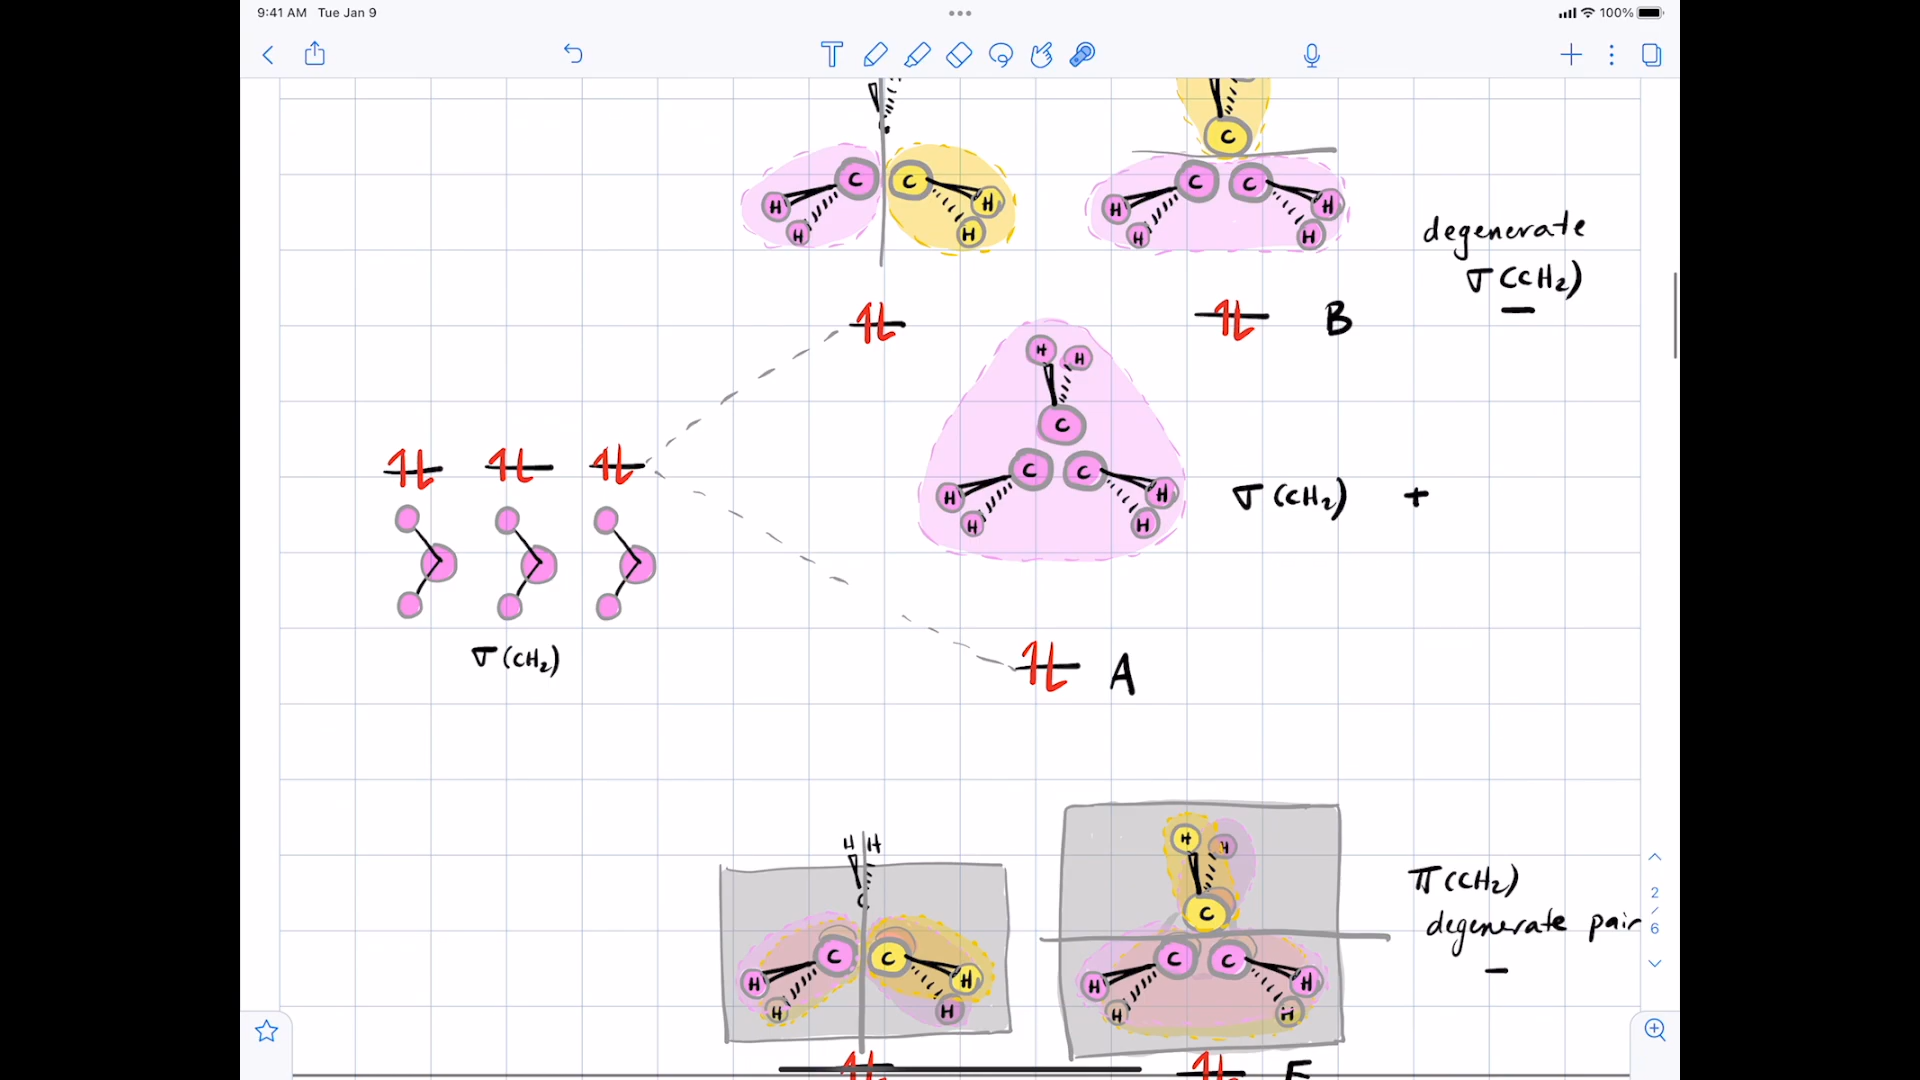 9:41 AM Tue Jan 9
100%
C
C C
H H
H H
C C C
H H
H H
degenerate
σ(CH₂)
B
H H
C
C C
H H
H H
σ(CH₂) +
σ(CH₂)
A
H H
C
C C
H H
H H
H H
C
C C
H H
H H
π(CH₂)
degenerate pair
2
/
6
E